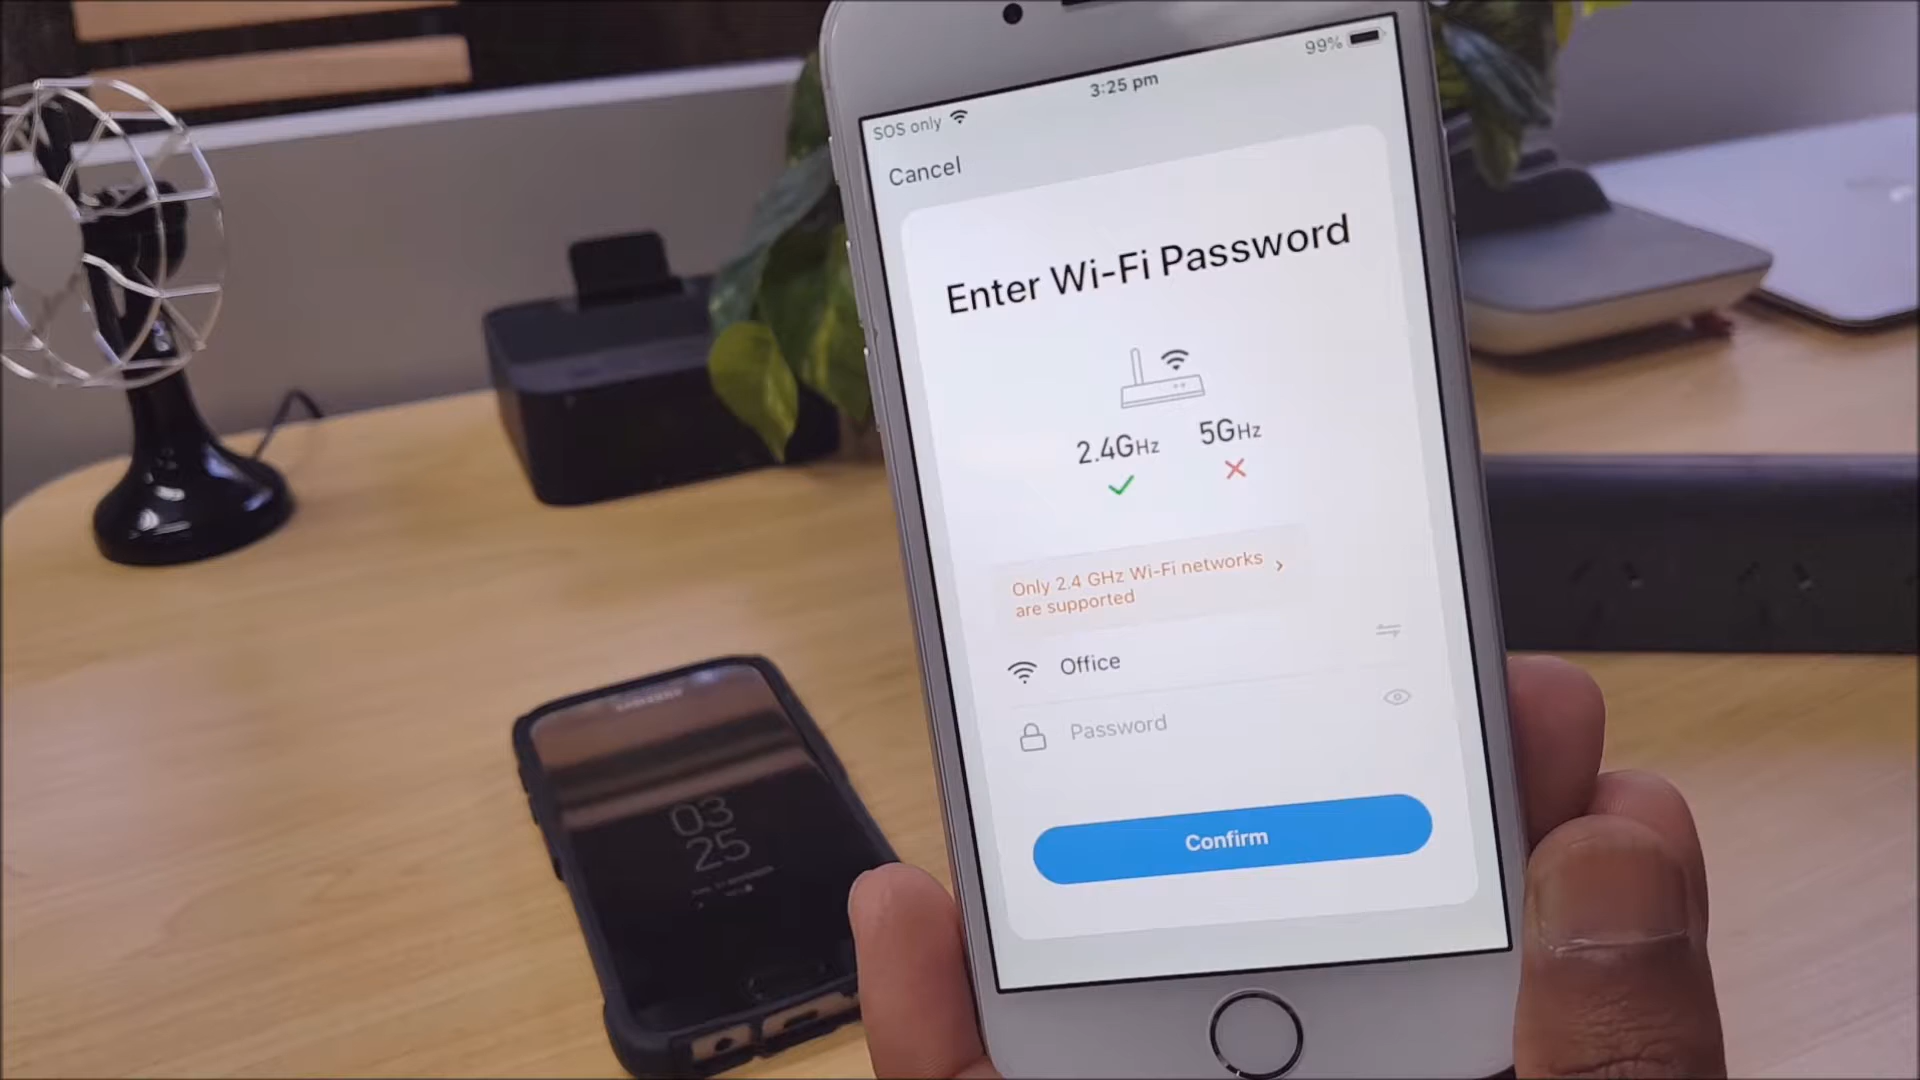 99%
3:25 pm
SOS only
Cancel
Enter Wi-Fi Password
2.4GHz
5GHz
Only 2.4 GHz Wi-Fi networks
are supported
Office
Password
Confirm
SAMSUNG
03
25